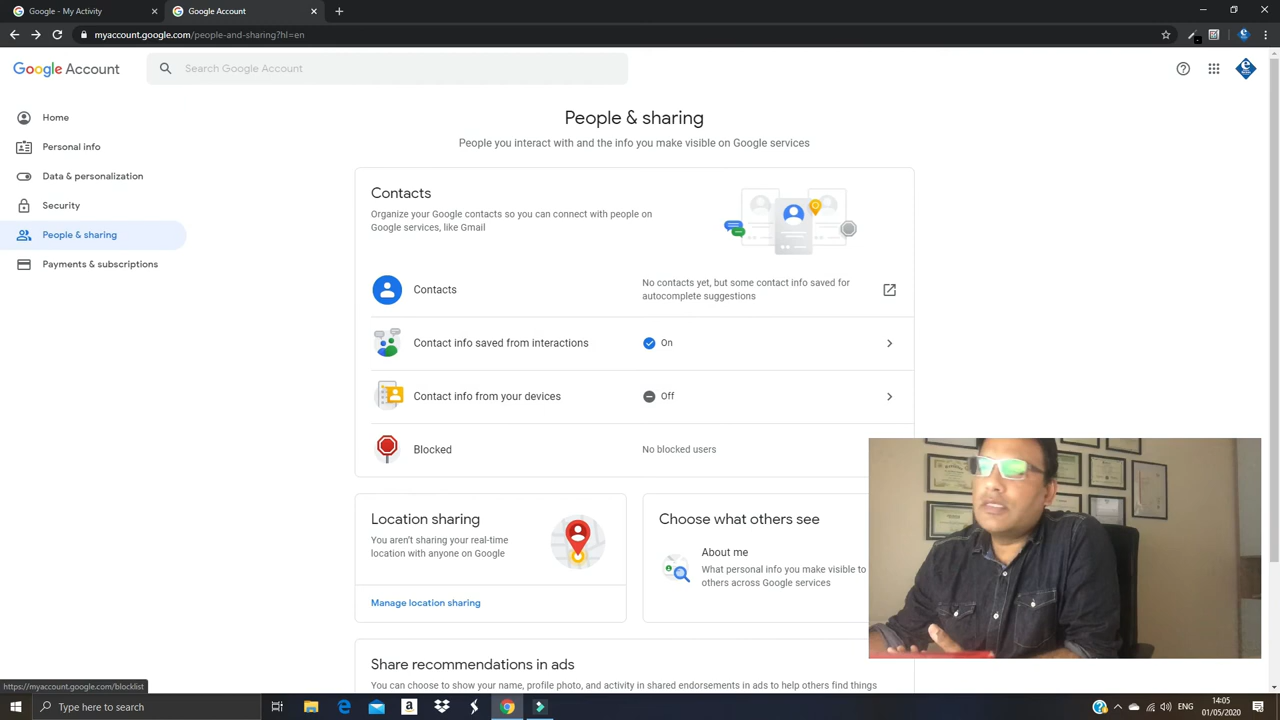 Google - My Activity
Google Account
myaccount.google.com/people-and-sharing?hl=en
Google Account
Search Google Account
Home
Personal info
Data & personalization
Security
People & sharing
Payments & subscriptions
People & sharing
People you interact with and the info you make visible on Google services
Contacts
Organize your Google contacts so you can connect with people on
Google services, like Gmail
Contacts
No contacts yet, but some contact info saved for
autocomplete suggestions
Contact info saved from interactions
On
Contact info from your devices
Off
Blocked
No blocked users
Location sharing
You aren't sharing your real-time
location with anyone on Google
Manage location sharing
Choose what others see
About me
What personal info you make visible to
others across Google services
Share recommendations in ads
You can choose to show your name, profile photo, and activity in shared endorsements in ads to help others find things
https://myaccount.google.com/blocklist
Type here to search
ENG
14:05
01/05/2020